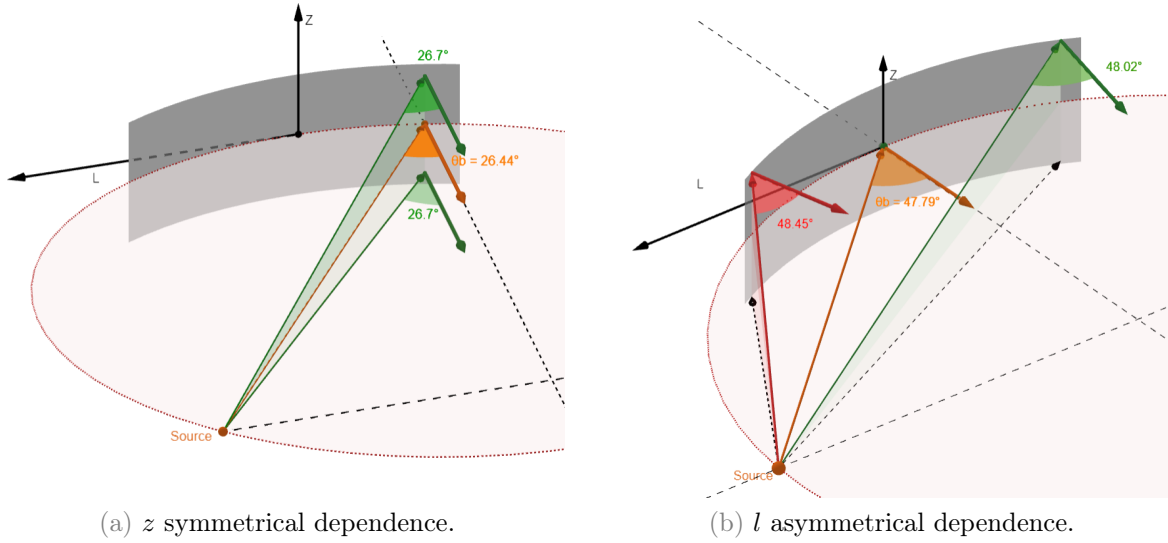 Z
26.7°
θb = 26.44°
L
26.7°
Source
(a) z symmetrical dependence.
Z
48.02°
L
θb = 47.79°
48.45°
Source
(b) l asymmetrical dependence.